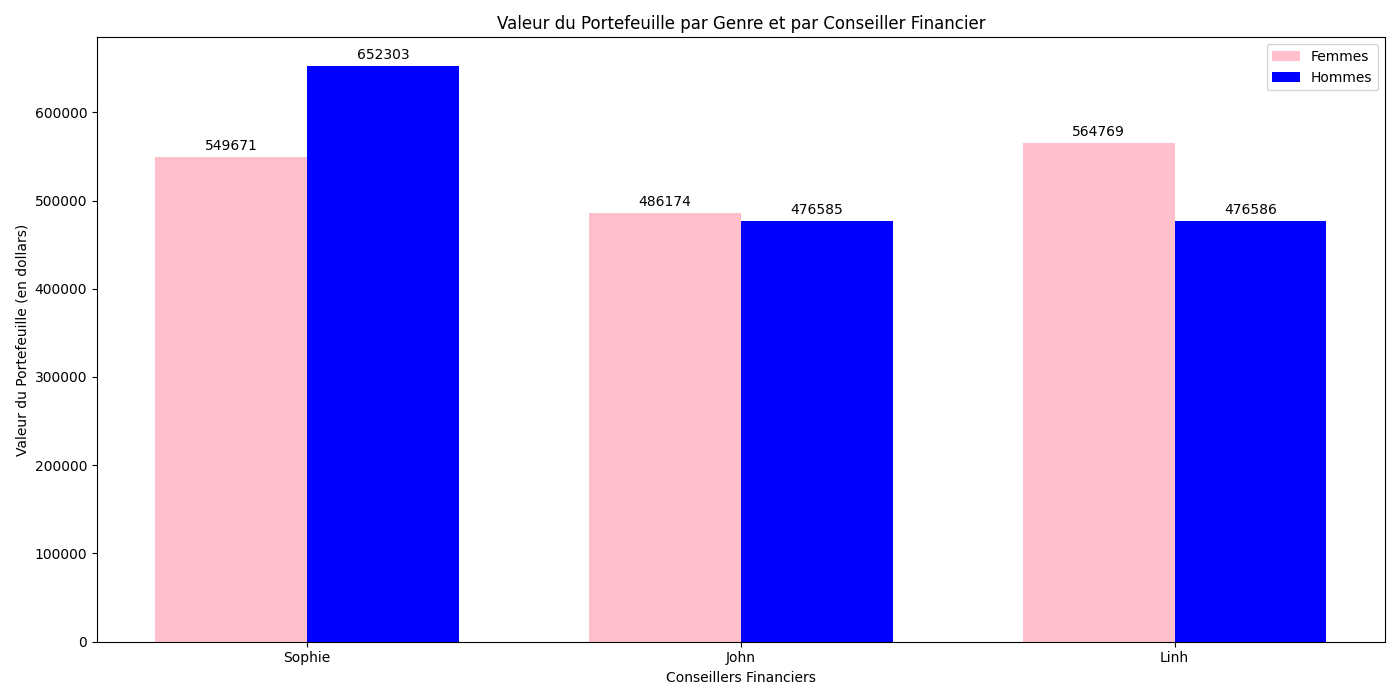 Valeur du Portefeuille par Genre et par Conseiller Financier
Femmes
Hommes
Valeur du Portefeuille (en dollars)
600000
500000
400000
300000
200000
100000
0
549671
652303
486174
476585
564769
476586
Sophie
John
Linh
Conseillers Financiers